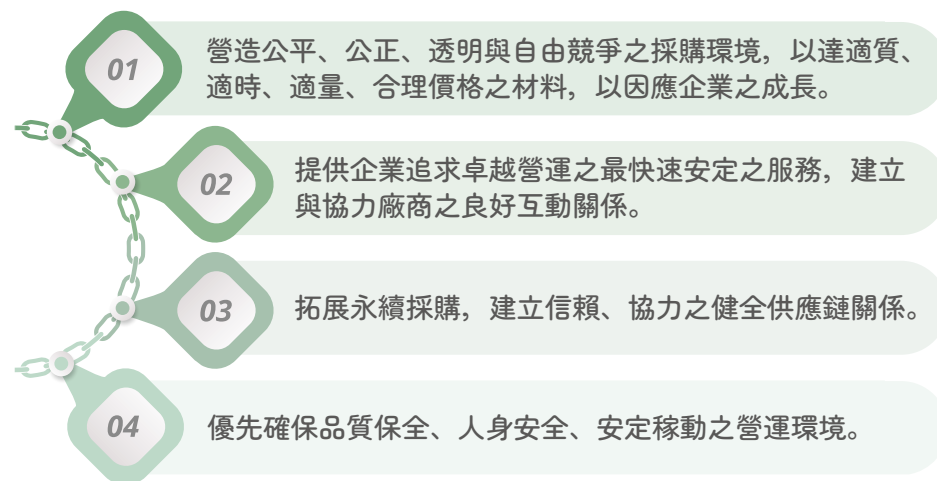 01
營造公平、公正、透明與自由競爭之採購環境，以達適質、
適時、適量、合理價格之材料，以因應企業之成長。
02
提供企業追求卓越營運之最快速安定之服務，建立
與協力廠商之良好互動關係。
03
拓展永續採購，建立信賴、協力之健全供應鏈關係。
04
優先確保品質保全、人身安全、安定稼動之營運環境。